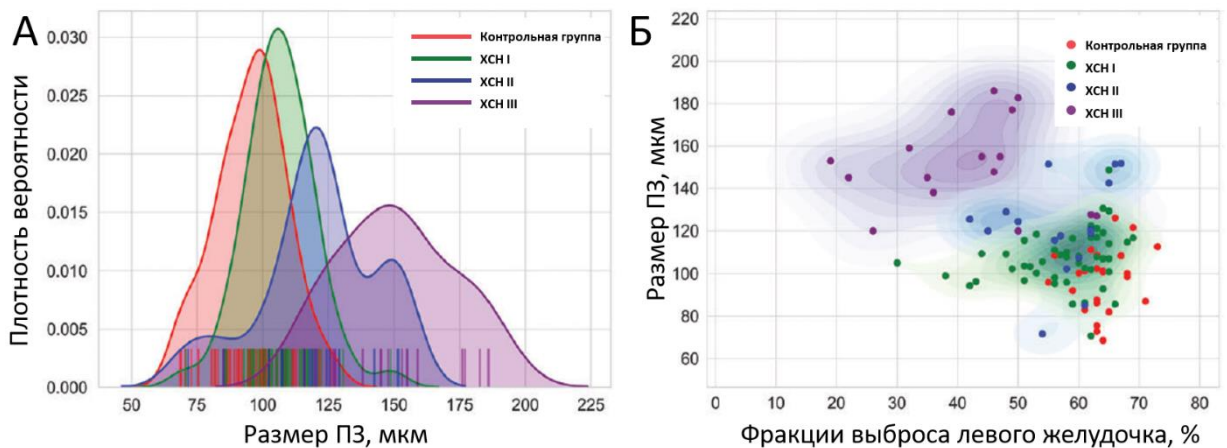 А
Плотность вероятности
0.030
0.025
0.020
0.015
0.010
0.005
0.000
Контрольная группа
ХСН I
ХСН II
ХСН III
50 75 100 125 150 175 200 225
Размер ПЗ, мкм
Б
Размер ПЗ, мкм
220
200
180
160
140
120
100
80
60
Контрольная группа
ХСН I
ХСН II
ХСН III
0 10 20 30 40 50 60 70 80
Фракции выброса левого желудочка, %